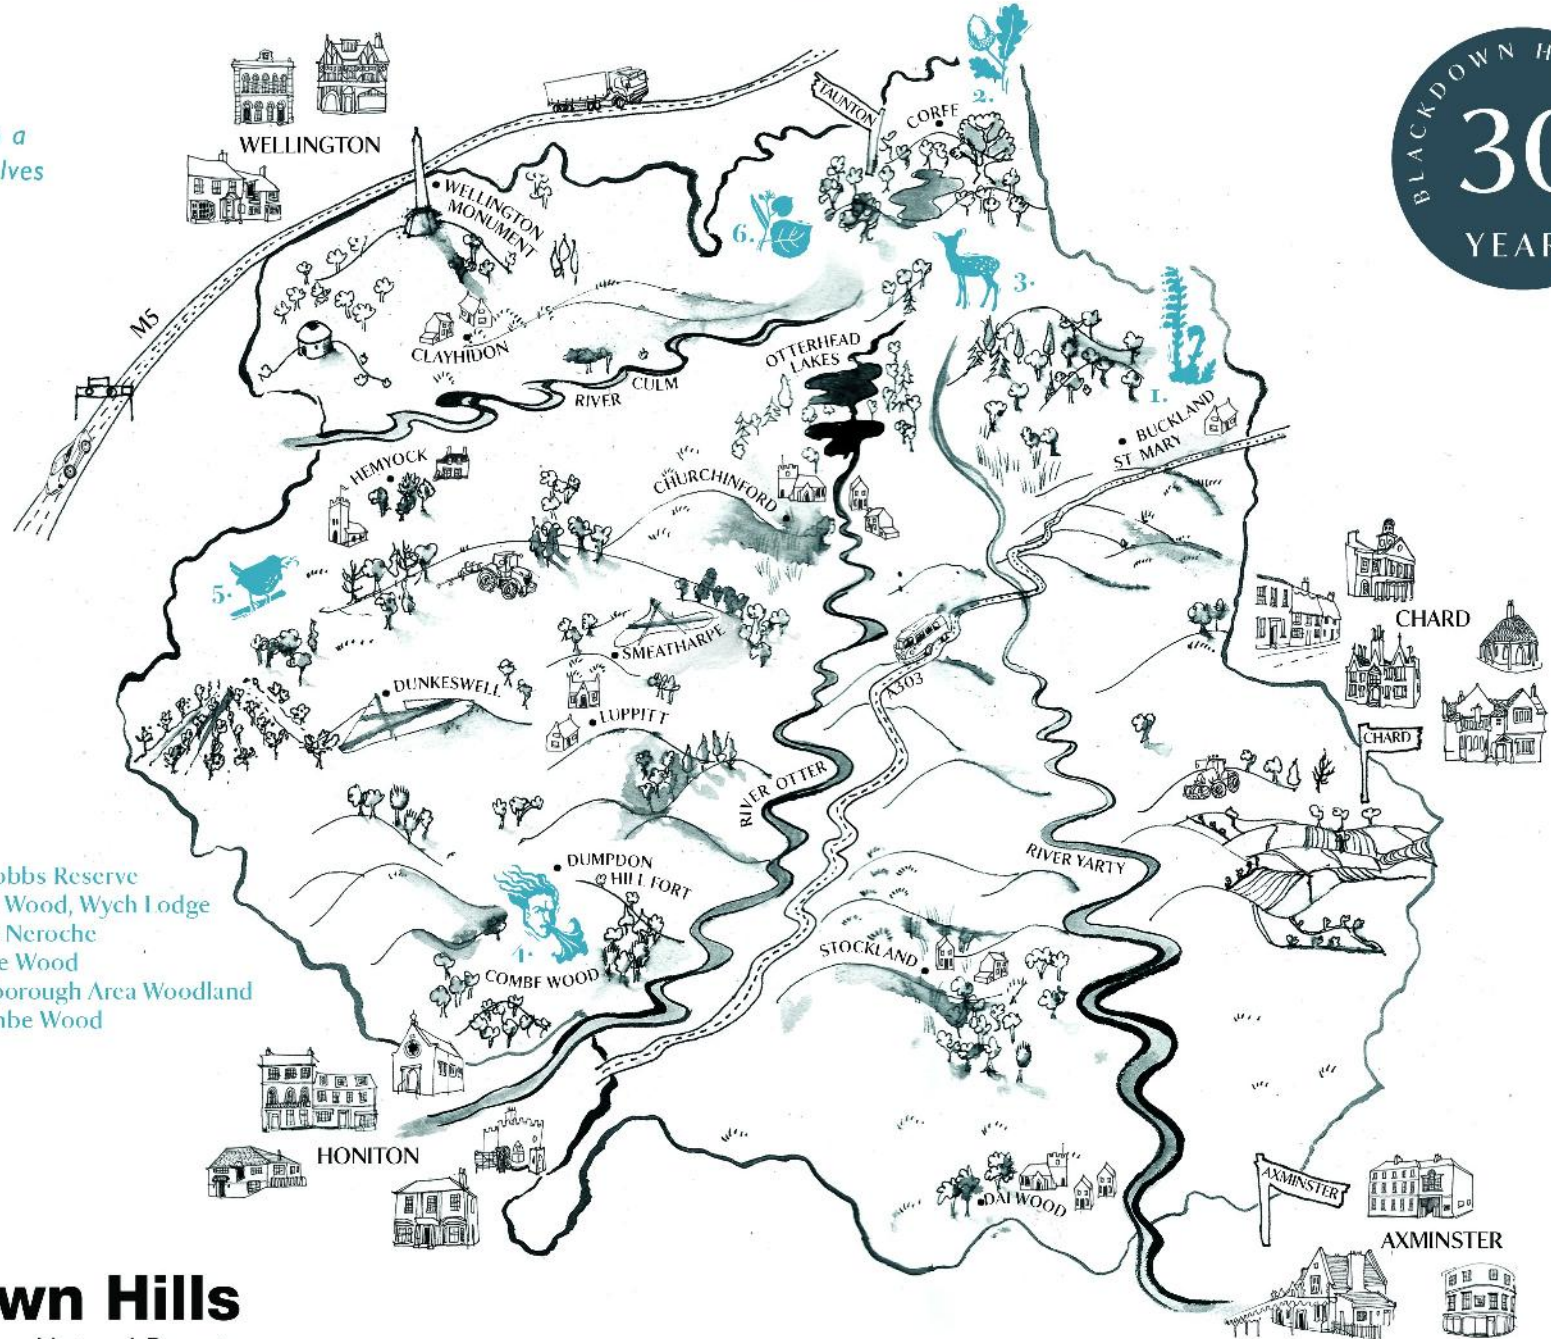 a
lves
WELLINGTON
TAUNTON
2.
CORFE
BLACKDOWN H
30
YEAR
WELLINGTON
MONUMENT
6.
3.
M5
CLAYHIDON
OTTERHEAD
LAKES
RIVER CULM
1.
BUCKLAND
ST MARY
HEMYOCK
CHURCHINFORD
5.
SMEATHARPE
CHARD
DUNKESWELL
A303
LUPPITT
CHARD
RIVER OTTER
RIVER YARTY
DUMPDON
HILL FORT
obbs Reserve
Wood, Wych Lodge
Neroche
e Wood
borough Area Woodland
mbe Wood
4.
COMBE WOOD
STOCKLAND
HONITON
DALWOOD
AXMINSTER
AXMINSTER
wn Hills